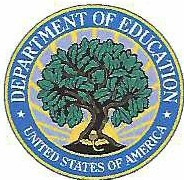 DEPARTMENT OF EDUCATION
UNITED STATES OF AMERICA